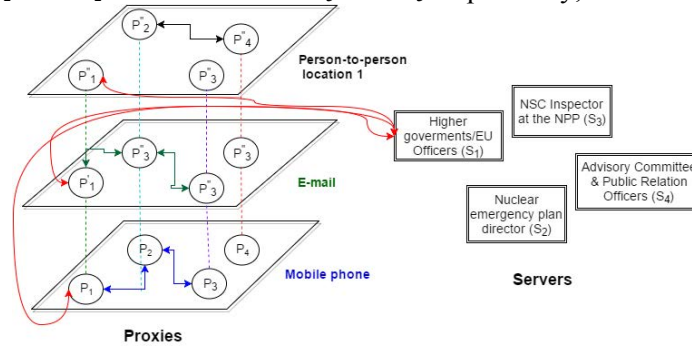 P"2
P"4
P"1
P"3
Person-to-person
location 1
P"3
P"3
P'1
P"3
E-mail
P2
P4
P1
P3
Mobile phone
Proxies
Higher
goverments/EU
Officers (S1)
NSC Inspector
at the NPP (S3)
Advisory Committe
& Public Relation
Officers (S4)
Nuclear
emergency plan
director (S2)
Servers